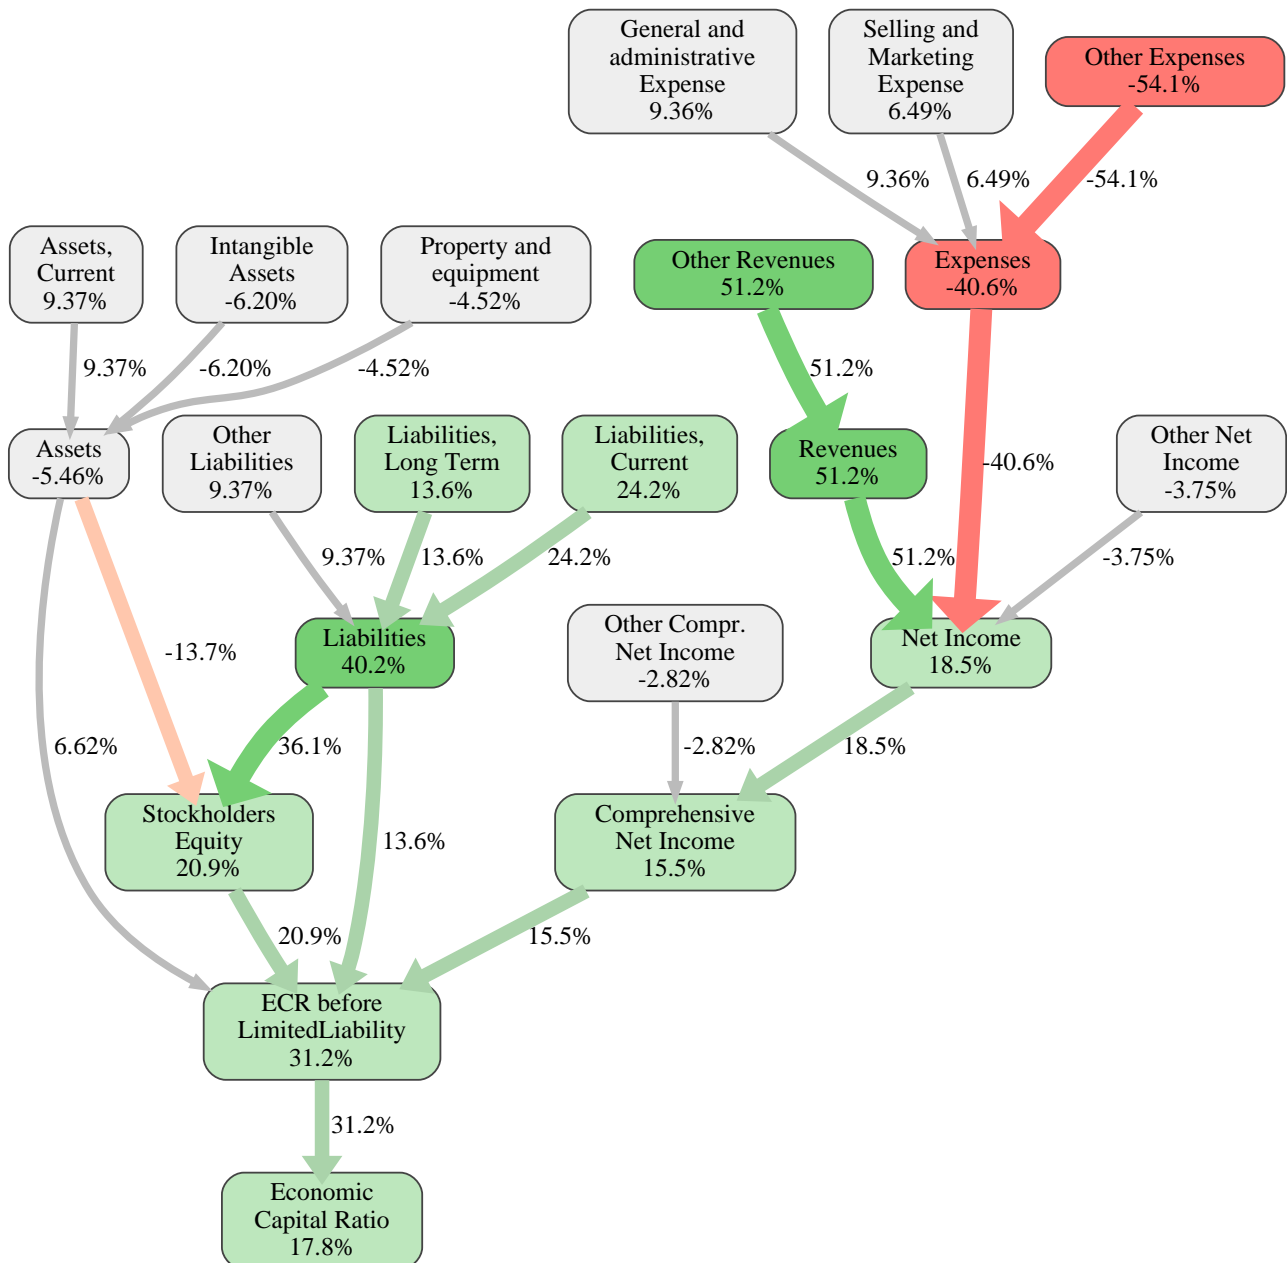 General and
administrative
Expense
9.36%
Selling and
Marketing
Expense
6.49%
Other Expenses
-54.1%
9.36%
6.49%
-54.1%
Assets,
Current
9.37%
Intangible
Assets
-6.20%
Property and
equipment
-4.52%
Other Revenues
51.2%
Expenses
-40.6%
9.37%
-6.20%
-4.52%
51.2%
-40.6%
Assets
-5.46%
Other
Liabilities
9.37%
Liabilities,
Long Term
13.6%
Liabilities,
Current
24.2%
Revenues
51.2%
Other Net
Income
-3.75%
9.37%
13.6%
24.2%
51.2%
-3.75%
-13.7%
Liabilities
40.2%
Other Compr.
Net Income
-2.82%
Net Income
18.5%
6.62%
36.1%
-2.82%
18.5%
Stockholders
Equity
20.9%
13.6%
Comprehensive
Net Income
15.5%
20.9%
15.5%
ECR before
LimitedLiability
31.2%
31.2%
Economic
Capital Ratio
17.8%